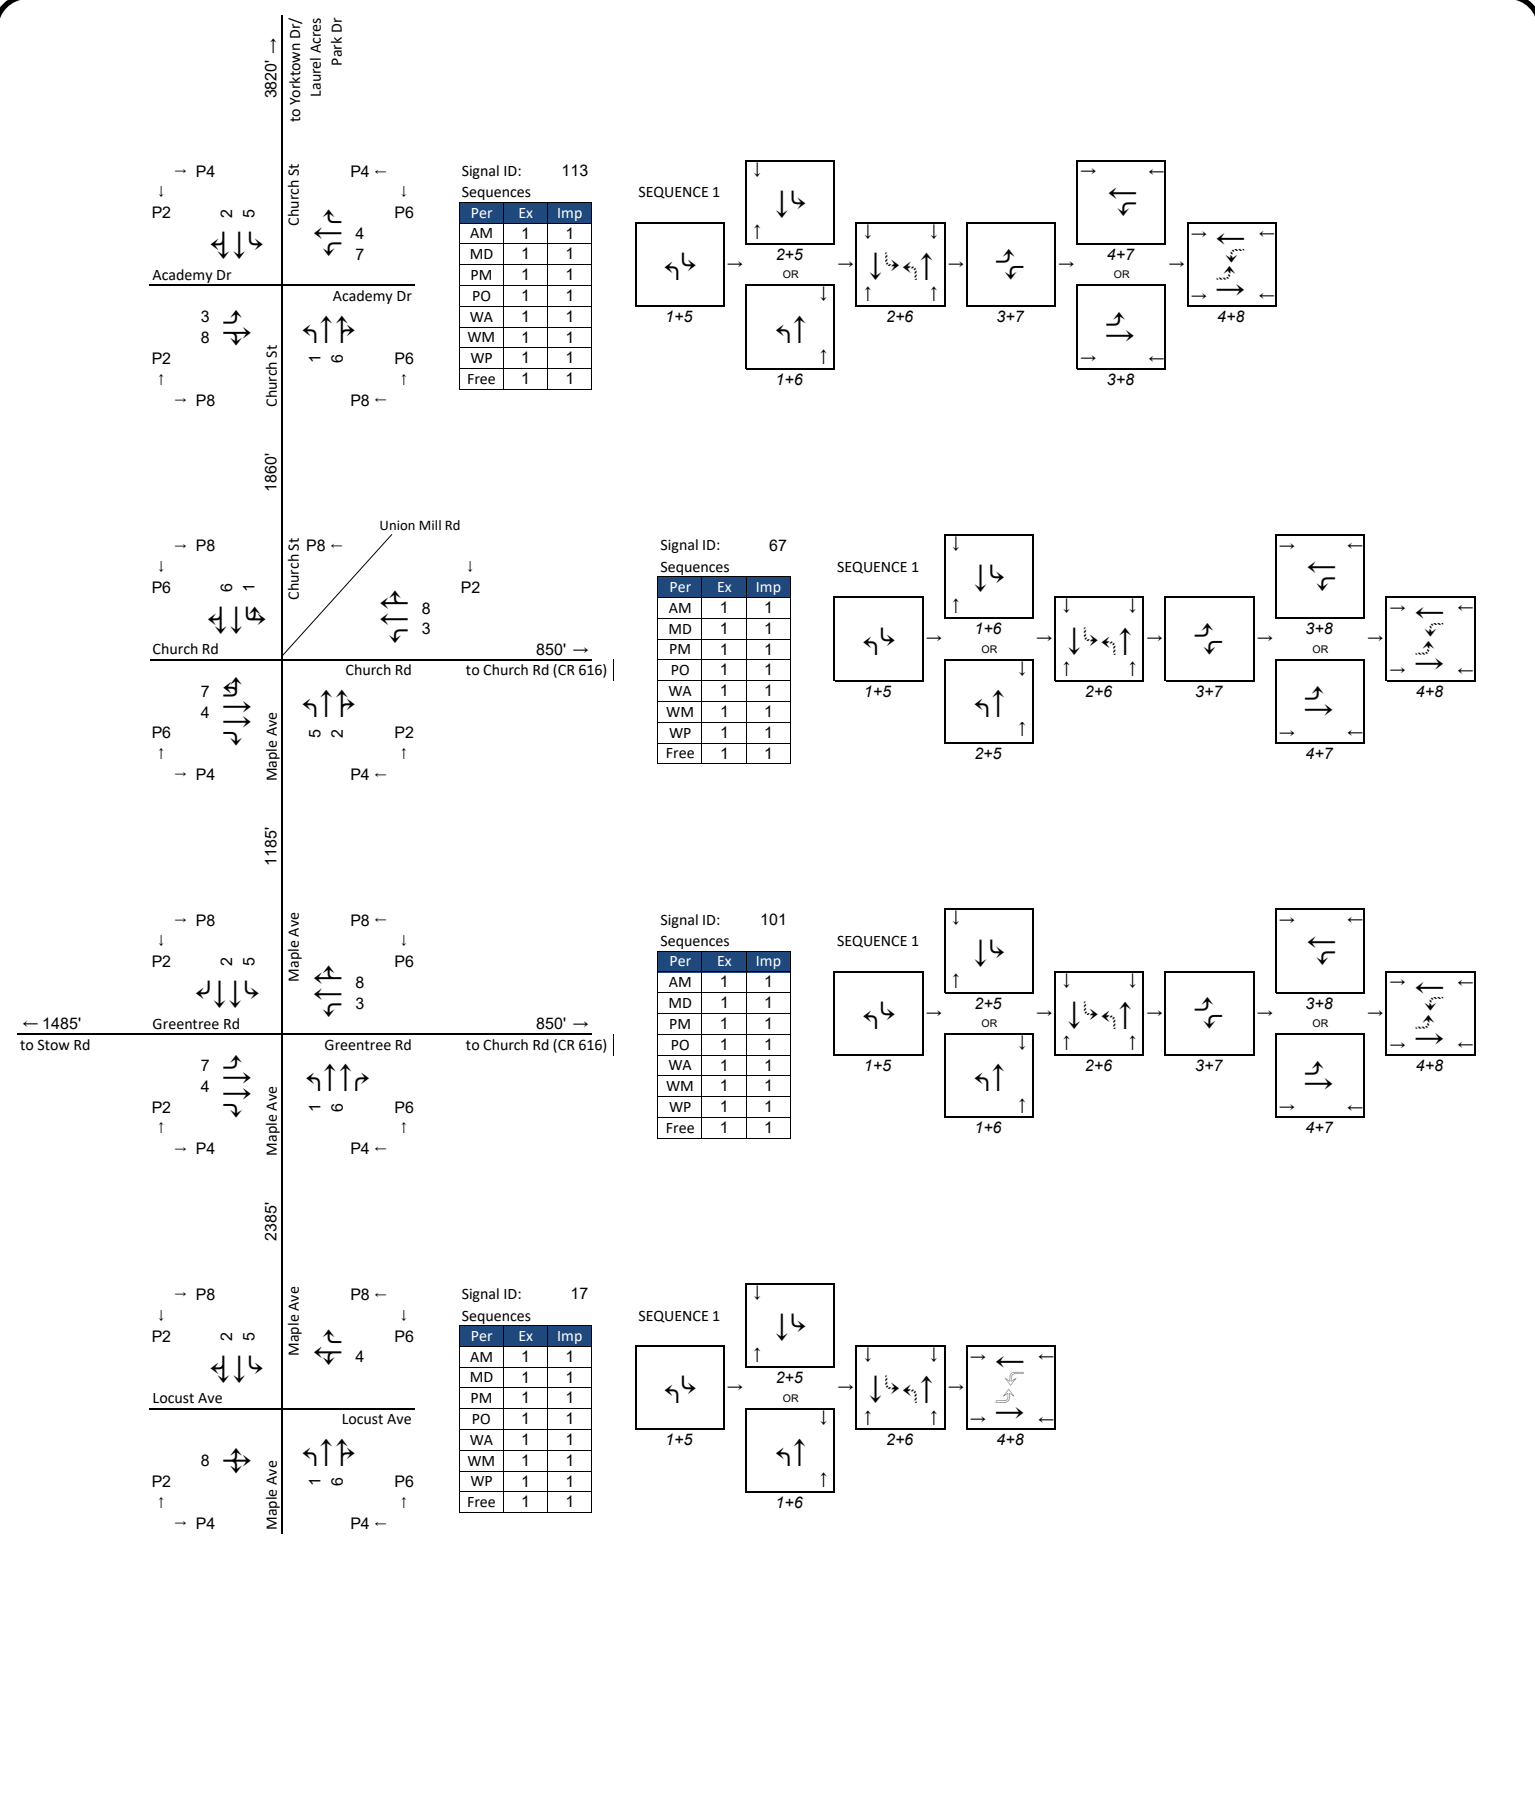 3820' →
to Yorktown Dr/
Laurel Acres
Park Dr
→ P4
P4 ←
↓
↓
P2
P6
2 5
Church St
4
7
Academy Dr
Academy Dr
3
8
1 6
P2
P6
↑
↑
Church St
→ P8
P8 ←
Signal ID: 113
Sequences
Per Ex Imp
AM 1 1
MD 1 1
PM 1 1
PO 1 1
WA 1 1
WM 1 1
WP 1 1
Free 1 1
SEQUENCE 1
1+5
2+5
OR
1+6
2+6
3+7
4+7
OR
3+8
4+8
1860'
Union Mill Rd
→ P8
Church St
P8 ←
↓
↓
P6
P2
6 1
8
3
Church Rd
850' →
Church Rd
to Church Rd (CR 616)
7
4
5 2
P6
P2
↑
↑
Maple Ave
→ P4
P4 ←
Signal ID: 67
Sequences
Per Ex Imp
AM 1 1
MD 1 1
PM 1 1
PO 1 1
WA 1 1
WM 1 1
WP 1 1
Free 1 1
SEQUENCE 1
1+5
1+6
OR
2+5
2+6
3+7
3+8
OR
4+7
4+8
1185'
→ P8
Maple Ave
P8 ←
↓
↓
P2
P6
2 5
8
3
← 1485'
Greentree Rd
850' →
to Stow Rd
Greentree Rd
to Church Rd (CR 616)
7
4
1 6
P2
P6
↑
↑
Maple Ave
→ P4
P4 ←
Signal ID: 101
Sequences
Per Ex Imp
AM 1 1
MD 1 1
PM 1 1
PO 1 1
WA 1 1
WM 1 1
WP 1 1
Free 1 1
SEQUENCE 1
1+5
2+5
OR
1+6
2+6
3+7
3+8
OR
4+7
4+8
2385'
→ P8
Maple Ave
P8 ←
↓
↓
P2
P6
2 5
4
Locust Ave
Locust Ave
8
1 6
P2
P6
↑
↑
Maple Ave
→ P4
P4 ←
Signal ID: 17
Sequences
Per Ex Imp
AM 1 1
MD 1 1
PM 1 1
PO 1 1
WA 1 1
WM 1 1
WP 1 1
Free 1 1
SEQUENCE 1
1+5
2+5
OR
1+6
2+6
4+8